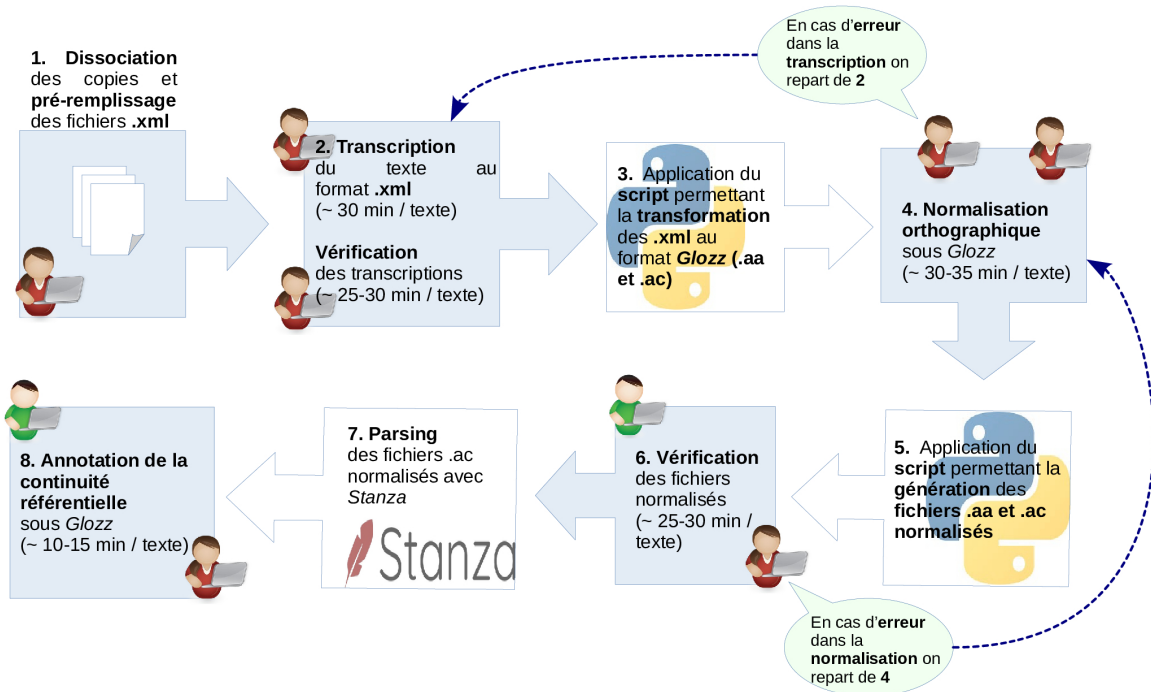 1. Dissociation
des copies et
pré-remplissage
des fichiers .xml
2. Transcription
du texte au
format .xml
(~ 30 min / texte)
Vérification
des transcriptions
(~ 25-30 min / texte)
3. Application du
script permettant
la transformation
des .xml au
format Glozz (.aa
et .ac)
En cas d'erreur
dans la
transcription on
repart de 2
4. Normalisation
orthographique
sous Glozz
(~ 30-35 min / texte)
5. Application du
script permettant la
génération des
fichiers .aa et .ac
normalisés
6. Vérification
des fichiers
normalisés
(~ 25-30 min /
texte)
En cas d'erreur
dans la
normalisation on
repart de 4
7. Parsing
des fichiers .ac
normalisés avec
Stanza
Stanza
8. Annotation de la
continuité
référentielle
sous Glozz
(~ 10-15 min / texte)